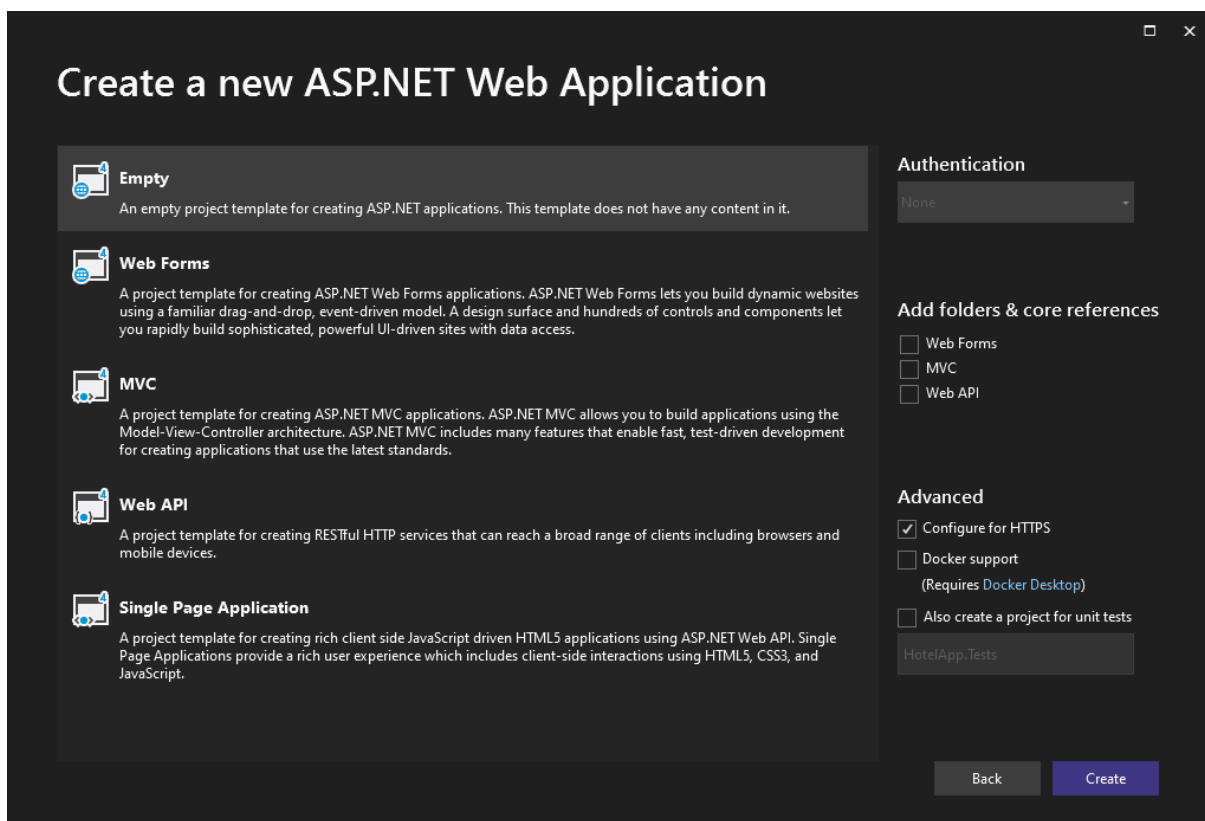 Create a new ASP.NET Web Application
Empty
An empty project template for creating ASP.NET applications. This template does not have any content in it.
Web Forms
A project template for creating ASP.NET Web Forms applications. ASP.NET Web Forms lets you build dynamic websites
using a familiar drag-and-drop, event-driven model. A design surface and hundreds of controls and components let
you rapidly build sophisticated, powerful UI-driven sites with data access.
MVC
A project template for creating ASP.NET MVC applications. ASP.NET MVC allows you to build applications using the
Model-View-Controller architecture. ASP.NET MVC includes many features that enable fast, test-driven development
for creating applications that use the latest standards.
Web API
A project template for creating RESTful HTTP services that can reach a broad range of clients including browsers and
mobile devices.
Single Page Application
A project template for creating rich client side JavaScript driven HTML5 applications using ASP.NET Web API. Single
Page Applications provide a rich user experience which includes client-side interactions using HTML5, CSS3, and
JavaScript.
Authentication
None
Add folders & core references
Web Forms
MVC
Web API
Advanced
Configure for HTTPS
Docker support
(Requires Docker Desktop)
Also create a project for unit tests
HotelApp.Tests
Back
Create